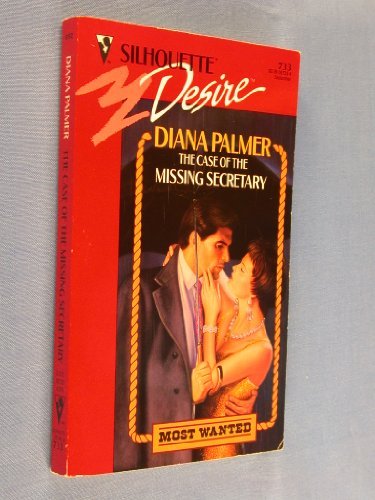 SILHOUETTE
Desire
733
DIANA PALMER
THE CASE OF THE
MISSING SECRETARY
MOST WANTED
DIANA PALMER THE CASE OF THE MISSING SECRETARY
733